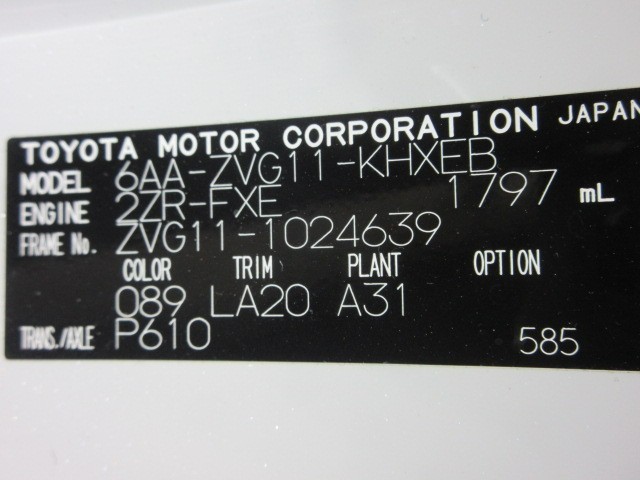 TOYOTA MOTOR CORPORATION JAPAN
MODEL 6AA-ZVG11-KHXEB
ENGINE 2ZR-FXE 1797 mL
FRAME No. ZVG11-1024639
COLOR TRIM PLANT OPTION
089 LA20 A31
TRANS./AXLE P610 585